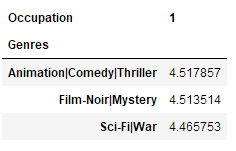 Occupation 1
Genres
Animation|Comedy|Thriller 4.517857
Film-Noir|Mystery 4.513514
Sci-Fi|War 4.465753